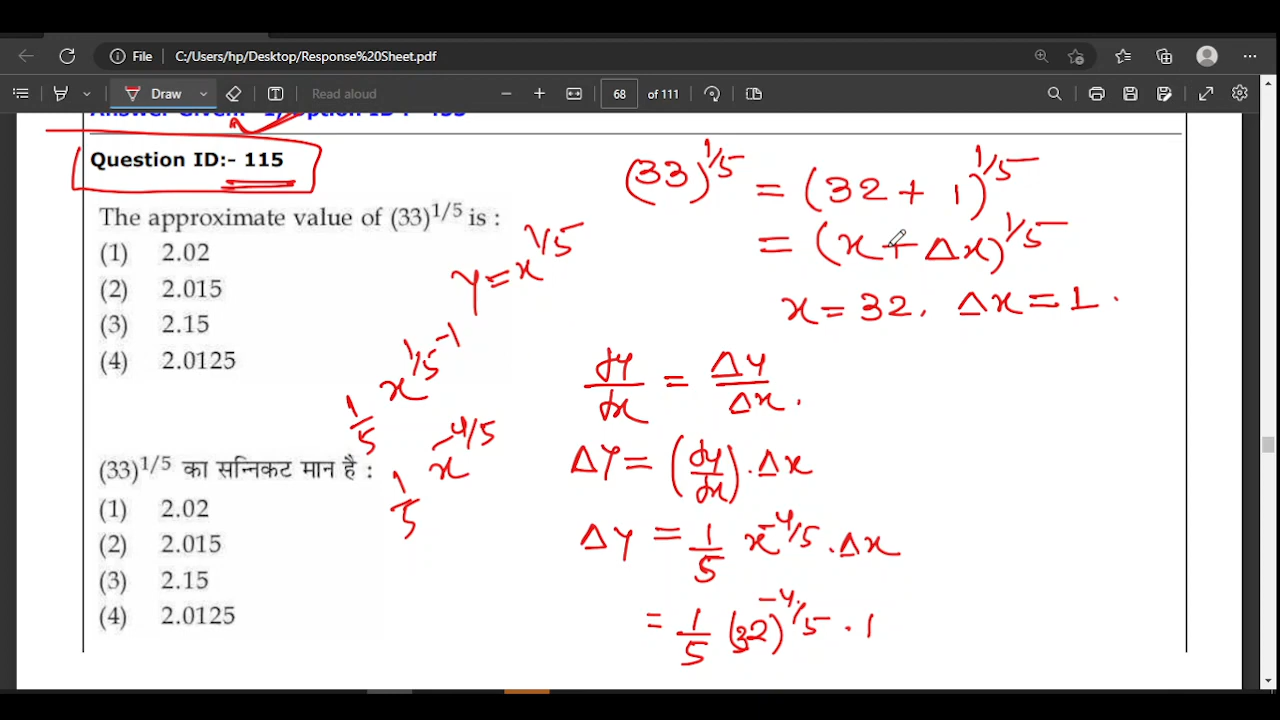 File C:/Users/hp/Desktop/Response%20Sheet.pdf
Draw Read aloud 68 of 111
Question ID:- 115
The approximate value of (33)^1/5 is :
(1) 2.02
(2) 2.015
(3) 2.15
(4) 2.0125
(33)^1/5 का सन्निकट मान है :
(1) 2.02
(2) 2.015
(3) 2.15
(4) 2.0125
y = x^1/5
1/5 x^1/5 -1
1/5 x^-4/5
(33)^1/5 = (32 + 1)^1/5
= (x + Δx)^1/5
x = 32, Δx = 1.
dy/dx = Δy/Δx.
Δy = (dy/dx) . Δx
Δy = 1/5 x^-4/5 . Δx
= 1/5 (32)^-4/5 . 1